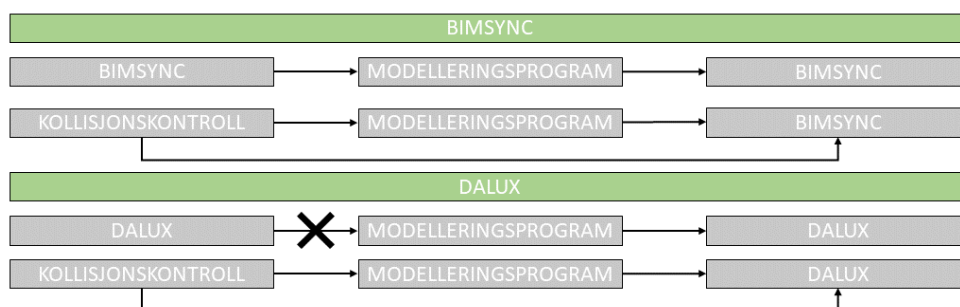 BIMSYNC
BIMSYNC MODELLERINGSPROGRAM BIMSYNC
KOLLISJONSKONTROLL MODELLERINGSPROGRAM BIMSYNC
DALUX
DALUX MODELLERINGSPROGRAM DALUX
KOLLISJONSKONTROLL MODELLERINGSPROGRAM DALUX